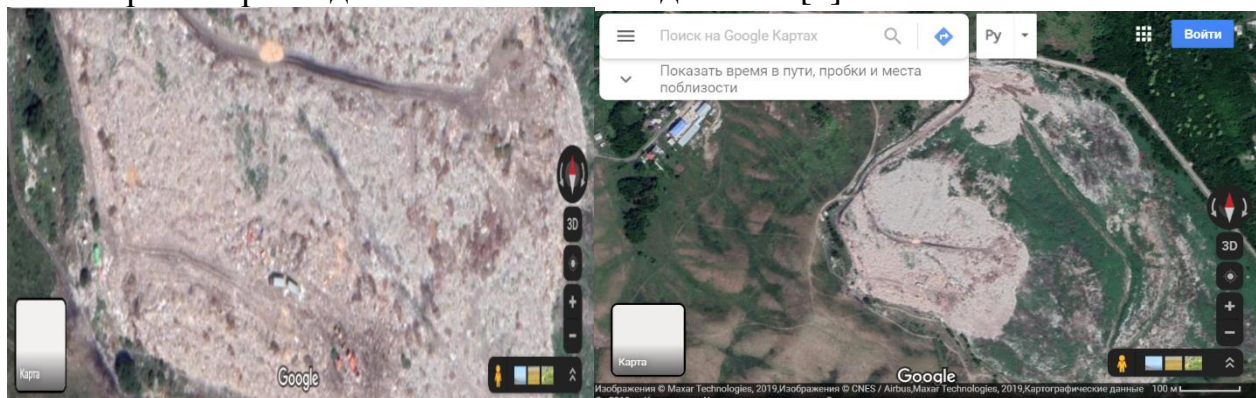 [ ]
Карта
3D
+
−
Google
Поиск на Google Картах
Ру
Войти
Показать время в пути, пробки и места
поблизости
3D
+
−
Карта
Google
Изображения © Maxar Technologies, 2019,Изображения © CNES / Airbus,Maxar Technologies, 2019,Картографические данные 100 м